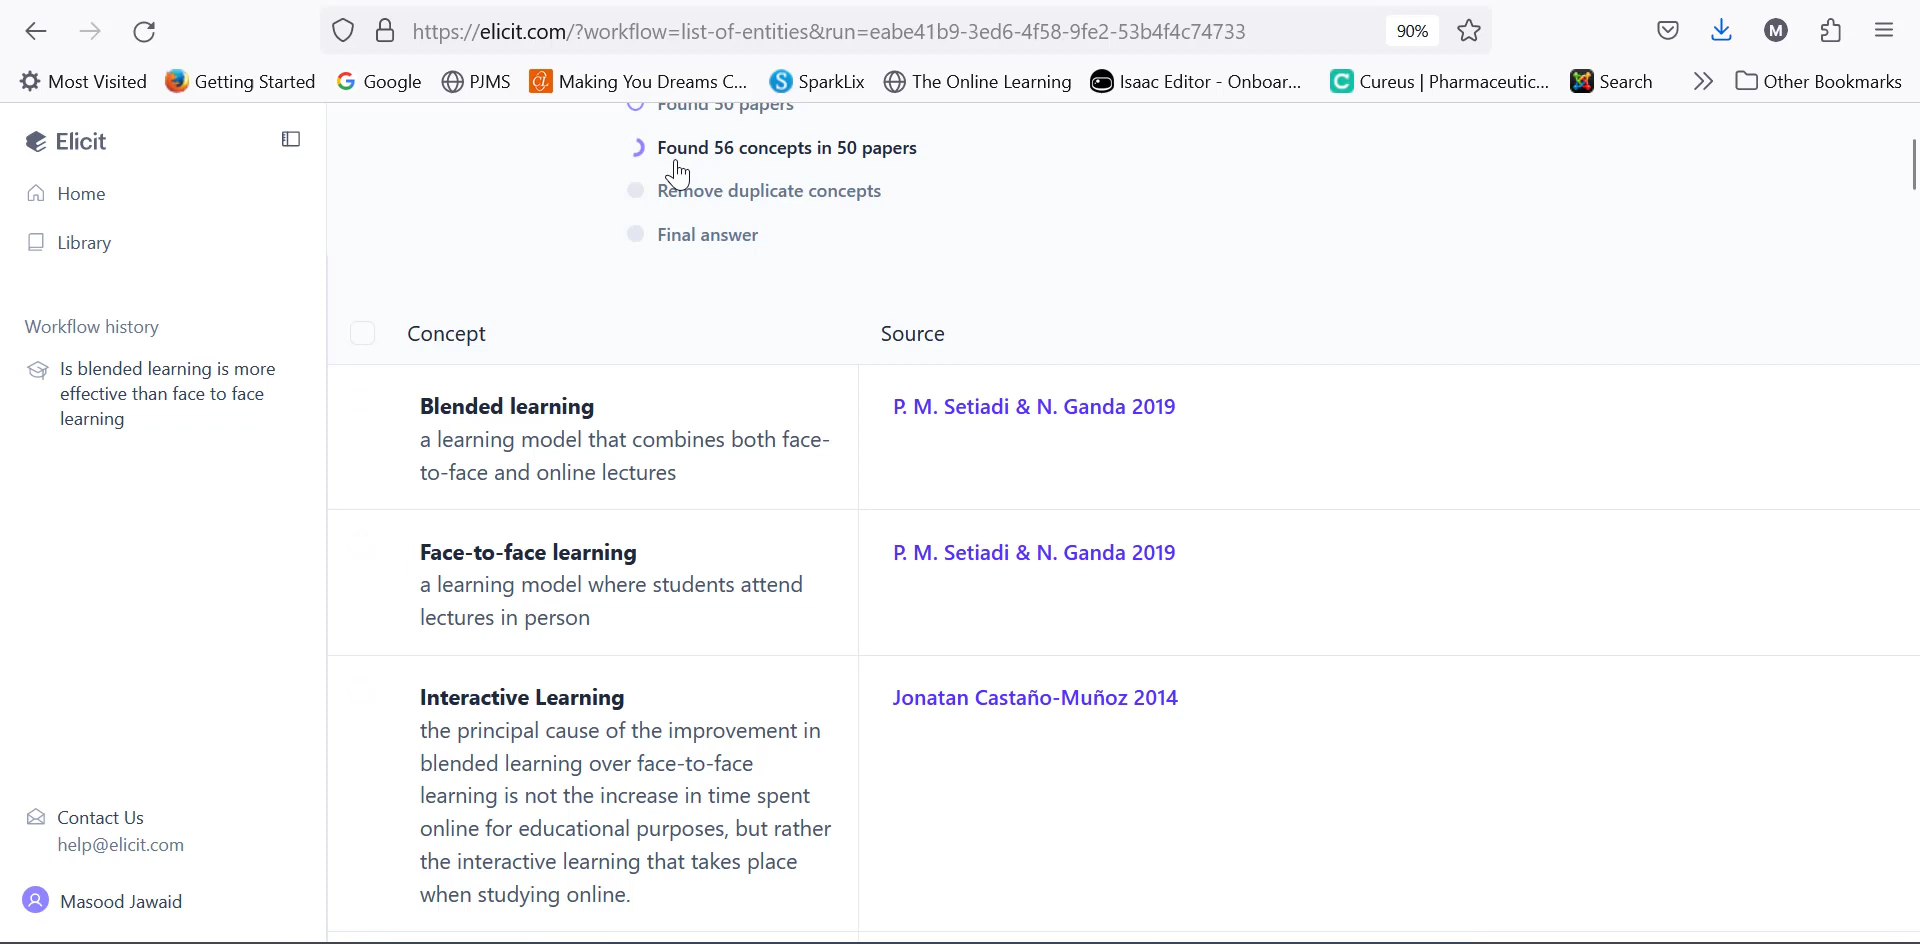 https://elicit.com/?workflow=list-of-entities&run=eabe41b9-3ed6-4f58-9fe2-53b4f4c74733
90%
M
Most Visited
Getting Started
Google
PJMS
Making You Dreams C...
SparkLix
The Online Learning
Isaac Editor - Onboar...
Cureus | Pharmaceutic...
Search
Other Bookmarks
Elicit
Home
Library
Workflow history
Is blended learning is more
effective than face to face
learning
Contact Us
help@elicit.com
Masood Jawaid
Found 50 papers
Found 56 concepts in 50 papers
Remove duplicate concepts
Final answer
Concept
Source
Blended learning
a learning model that combines both face-
to-face and online lectures
P. M. Setiadi & N. Ganda 2019
Face-to-face learning
a learning model where students attend
lectures in person
P. M. Setiadi & N. Ganda 2019
Interactive Learning
the principal cause of the improvement in
blended learning over face-to-face
learning is not the increase in time spent
online for educational purposes, but rather
the interactive learning that takes place
when studying online.
Jonatan Castaño-Muñoz 2014